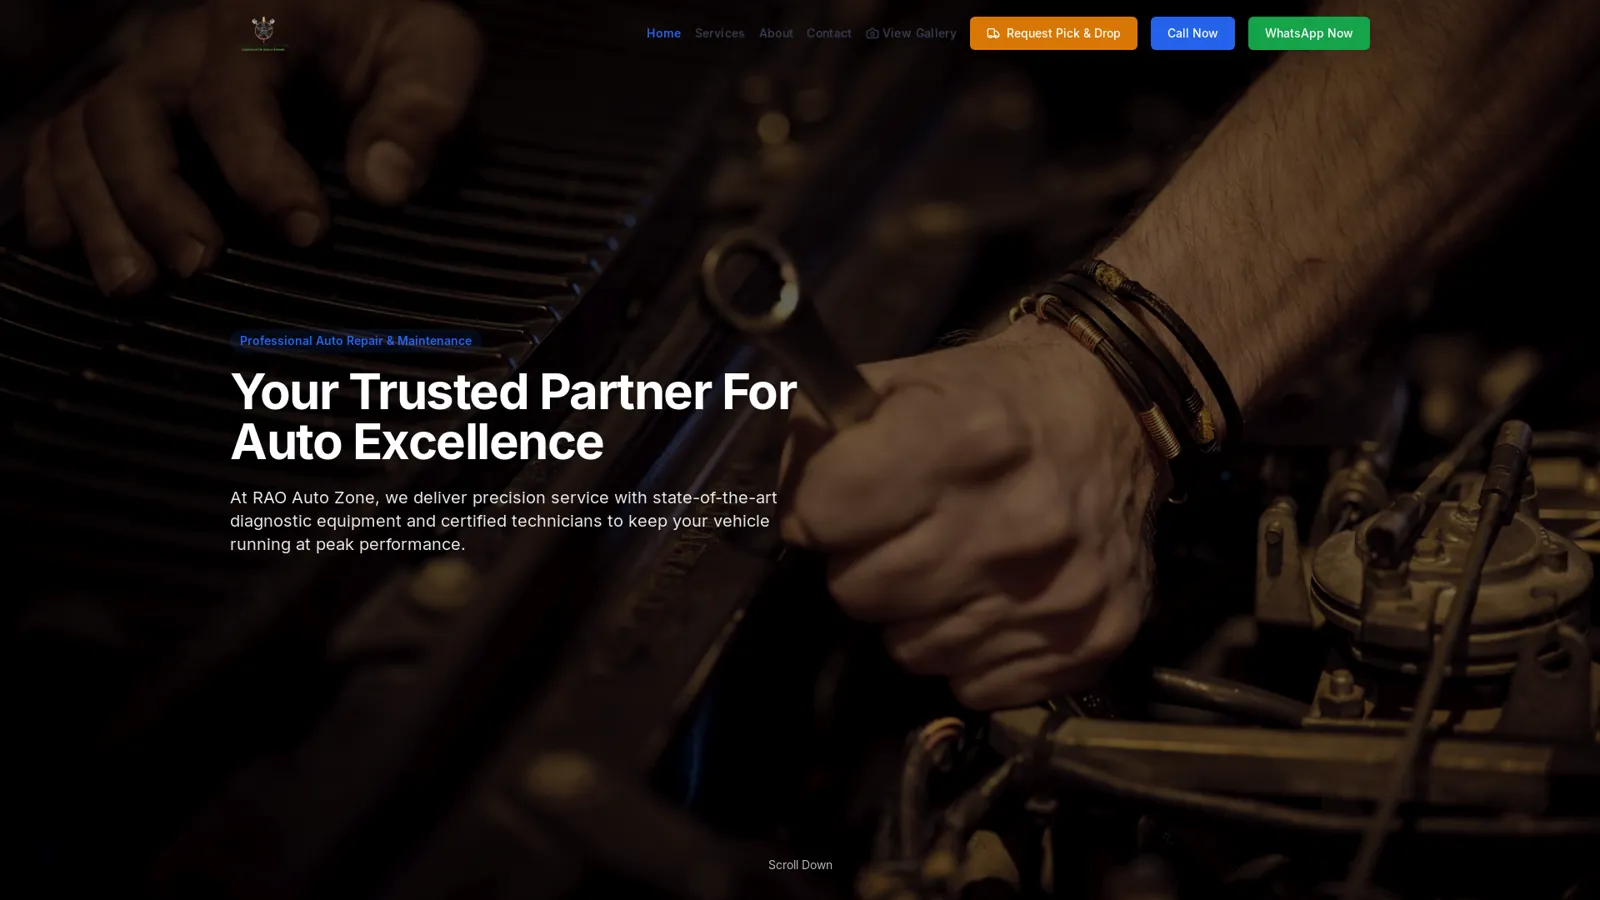 Home Services About Contact View Gallery Request Pick & Drop Call Now WhatsApp Now
Professional Auto Repair & Maintenance
Your Trusted Partner For
Auto Excellence
At RAO Auto Zone, we deliver precision service with state-of-the-art
diagnostic equipment and certified technicians to keep your vehicle
running at peak performance.
Scroll Down